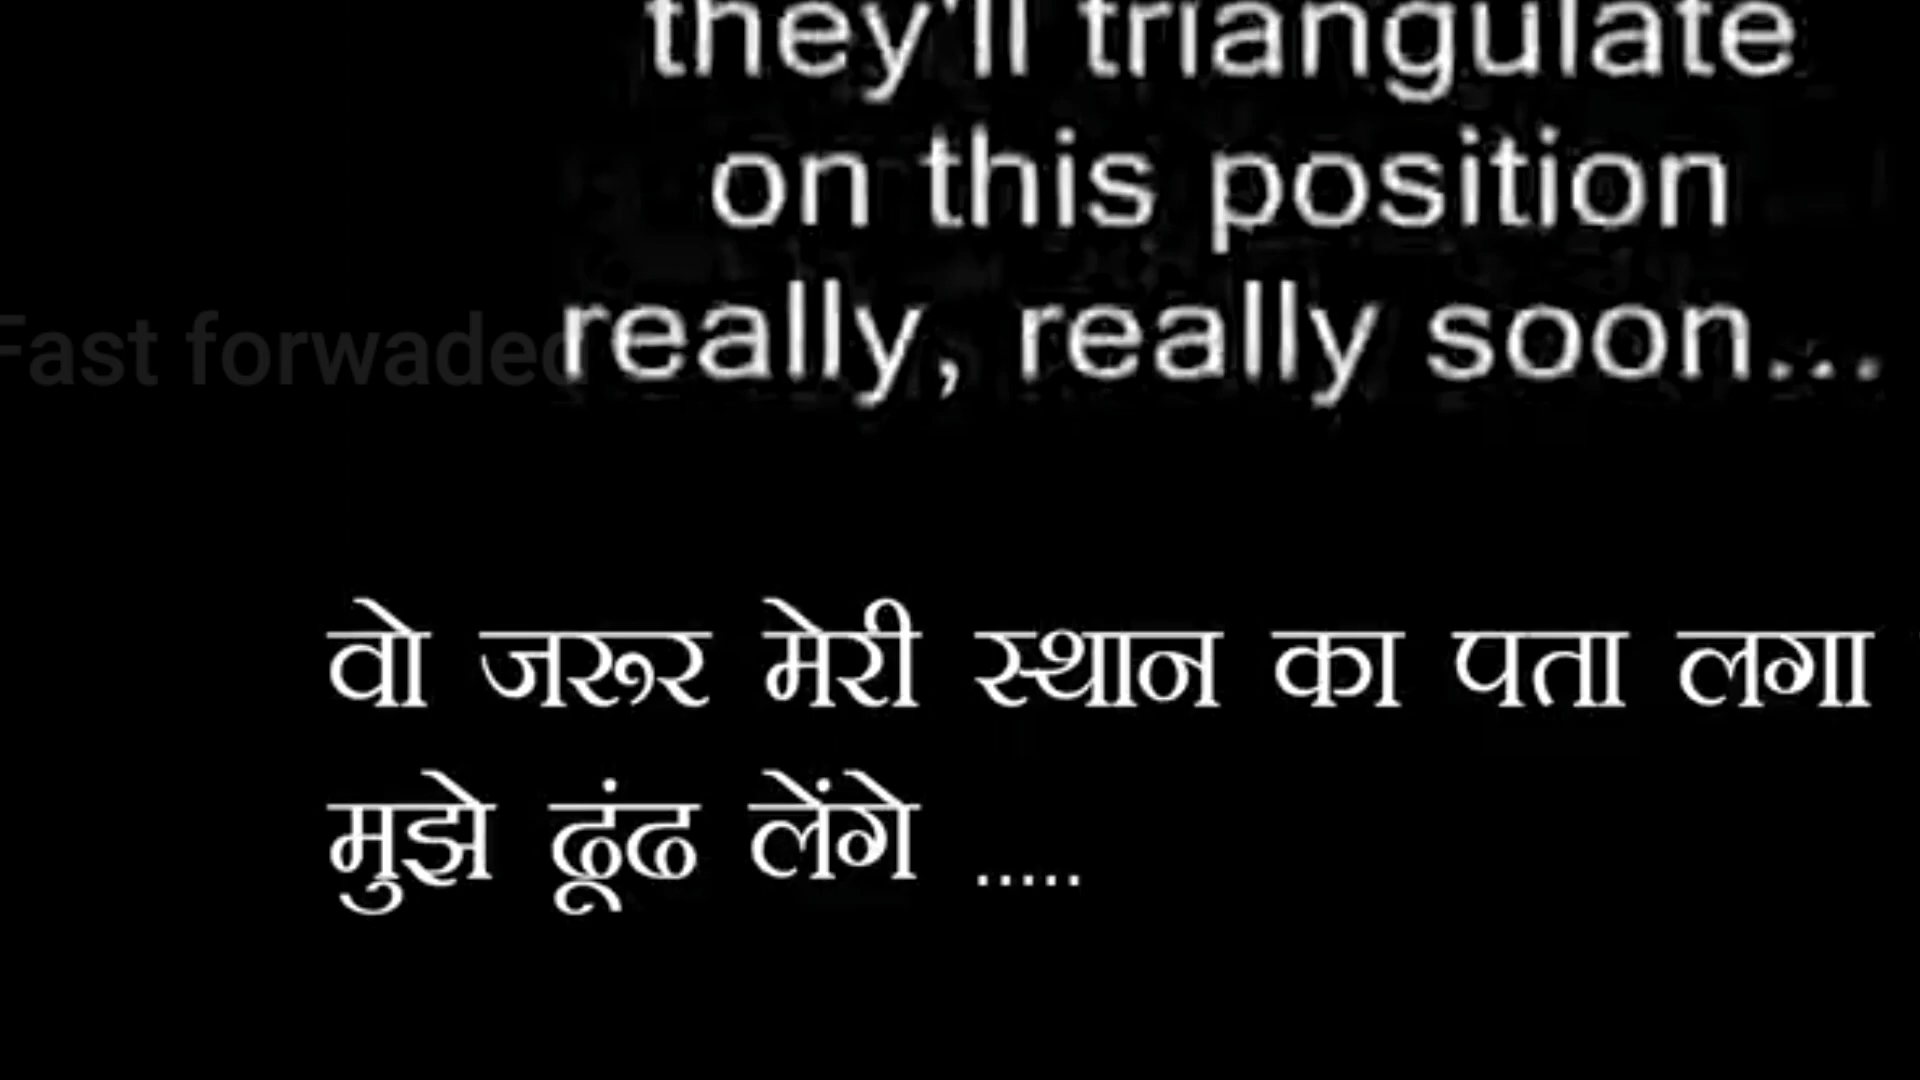 they'll triangulate
on this position
Fast forwaded
really, really soon...
वो जरूर मेरी स्थान का पता लगा
मुझे ढूंढ लेंगे .....